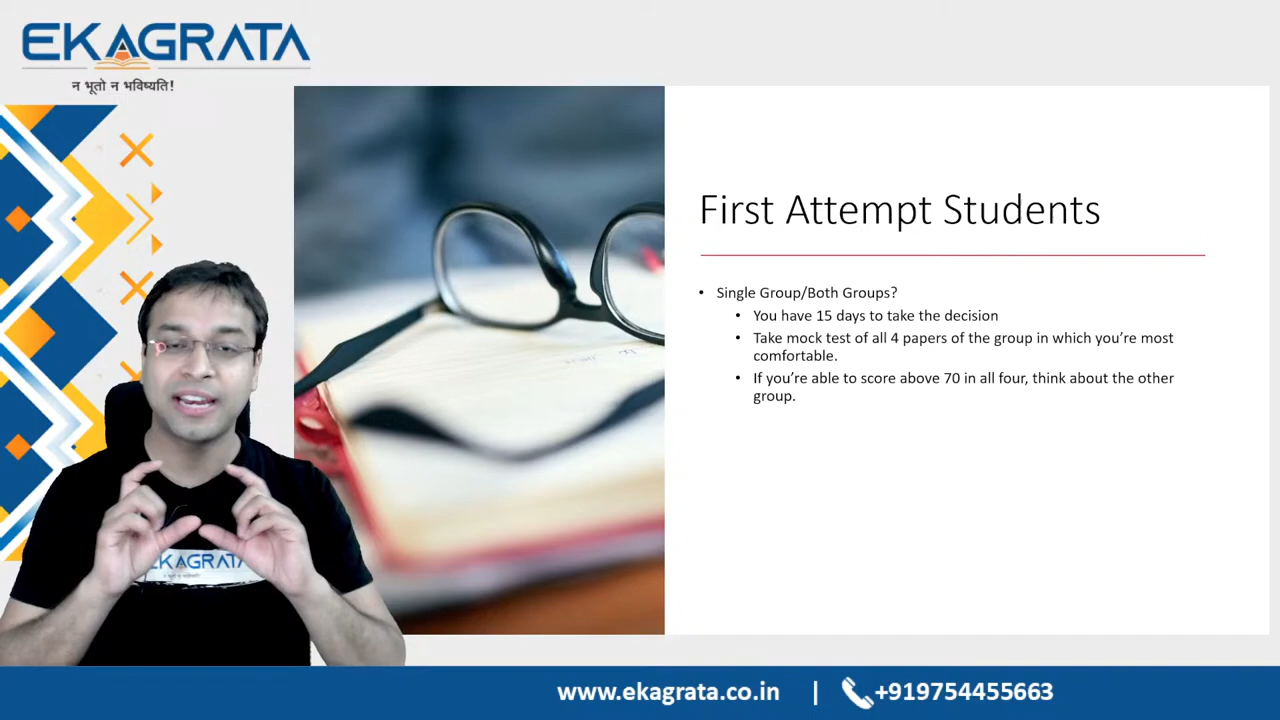 EKAGRATA
न भूतो न भविष्यति!
First Attempt Students
• Single Group/Both Groups?
• You have 15 days to take the decision
• Take mock test of all 4 papers of the group in which you're most
comfortable.
• If you're able to score above 70 in all four, think about the other
group.
EKAGRATA
www.ekagrata.co.in | +919754455663